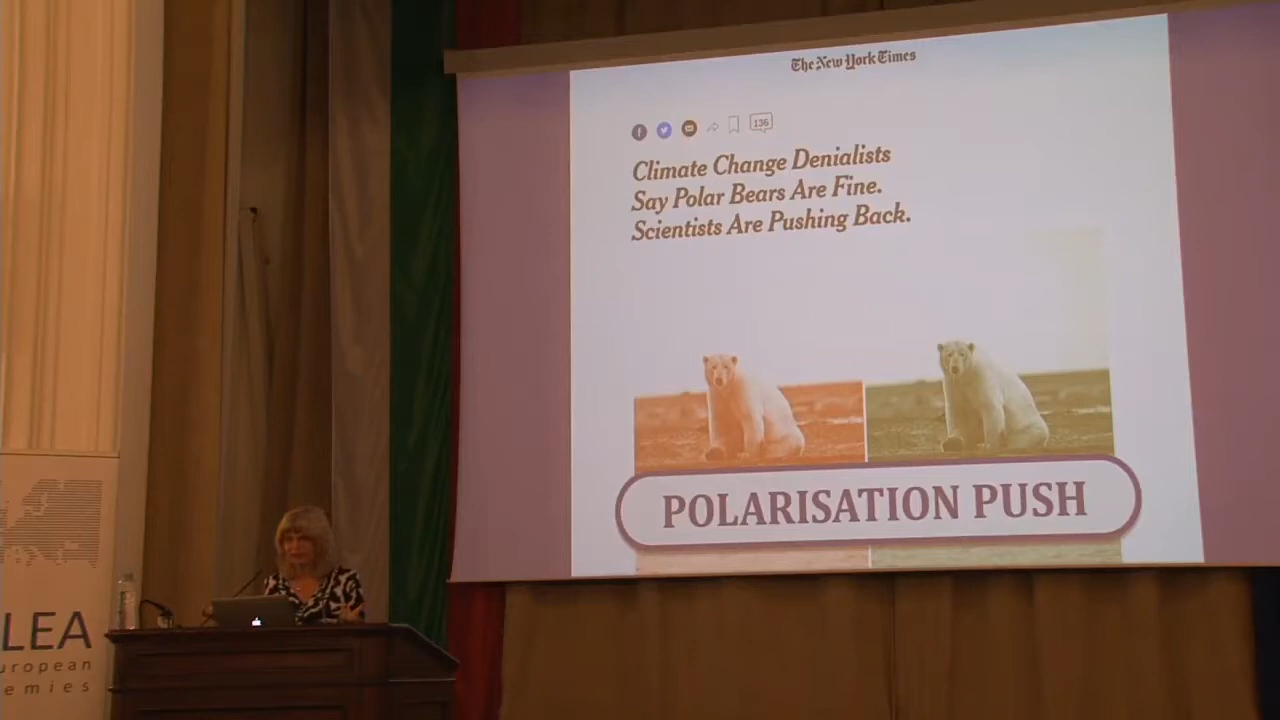 The New York Times
136
Climate Change Denialists
Say Polar Bears Are Fine.
Scientists Are Pushing Back.
POLARISATION PUSH
LEA
uropean
emies